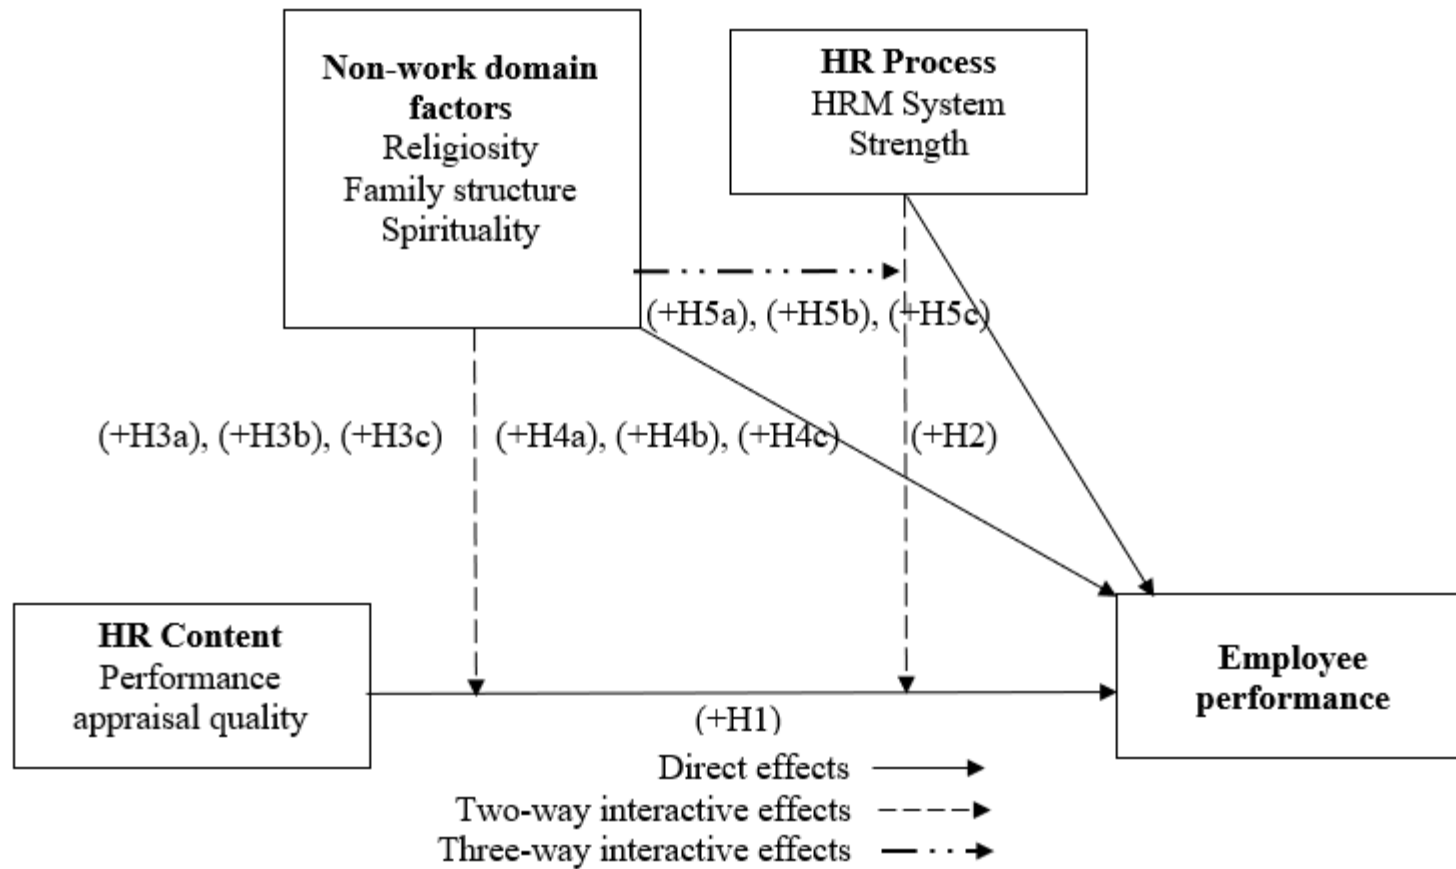 Non-work domain
factors
Religiosity
Family structure
Spirituality
HR Process
HRM System
Strength
(+H5a), (+H5b), (+H5c)
(+H3a), (+H3b), (+H3c)
(+H4a), (+H4b), (+H4c)
(+H2)
HR Content
Performance
appraisal quality
Employee
performance
(+H1)
Direct effects
Two-way interactive effects
Three-way interactive effects